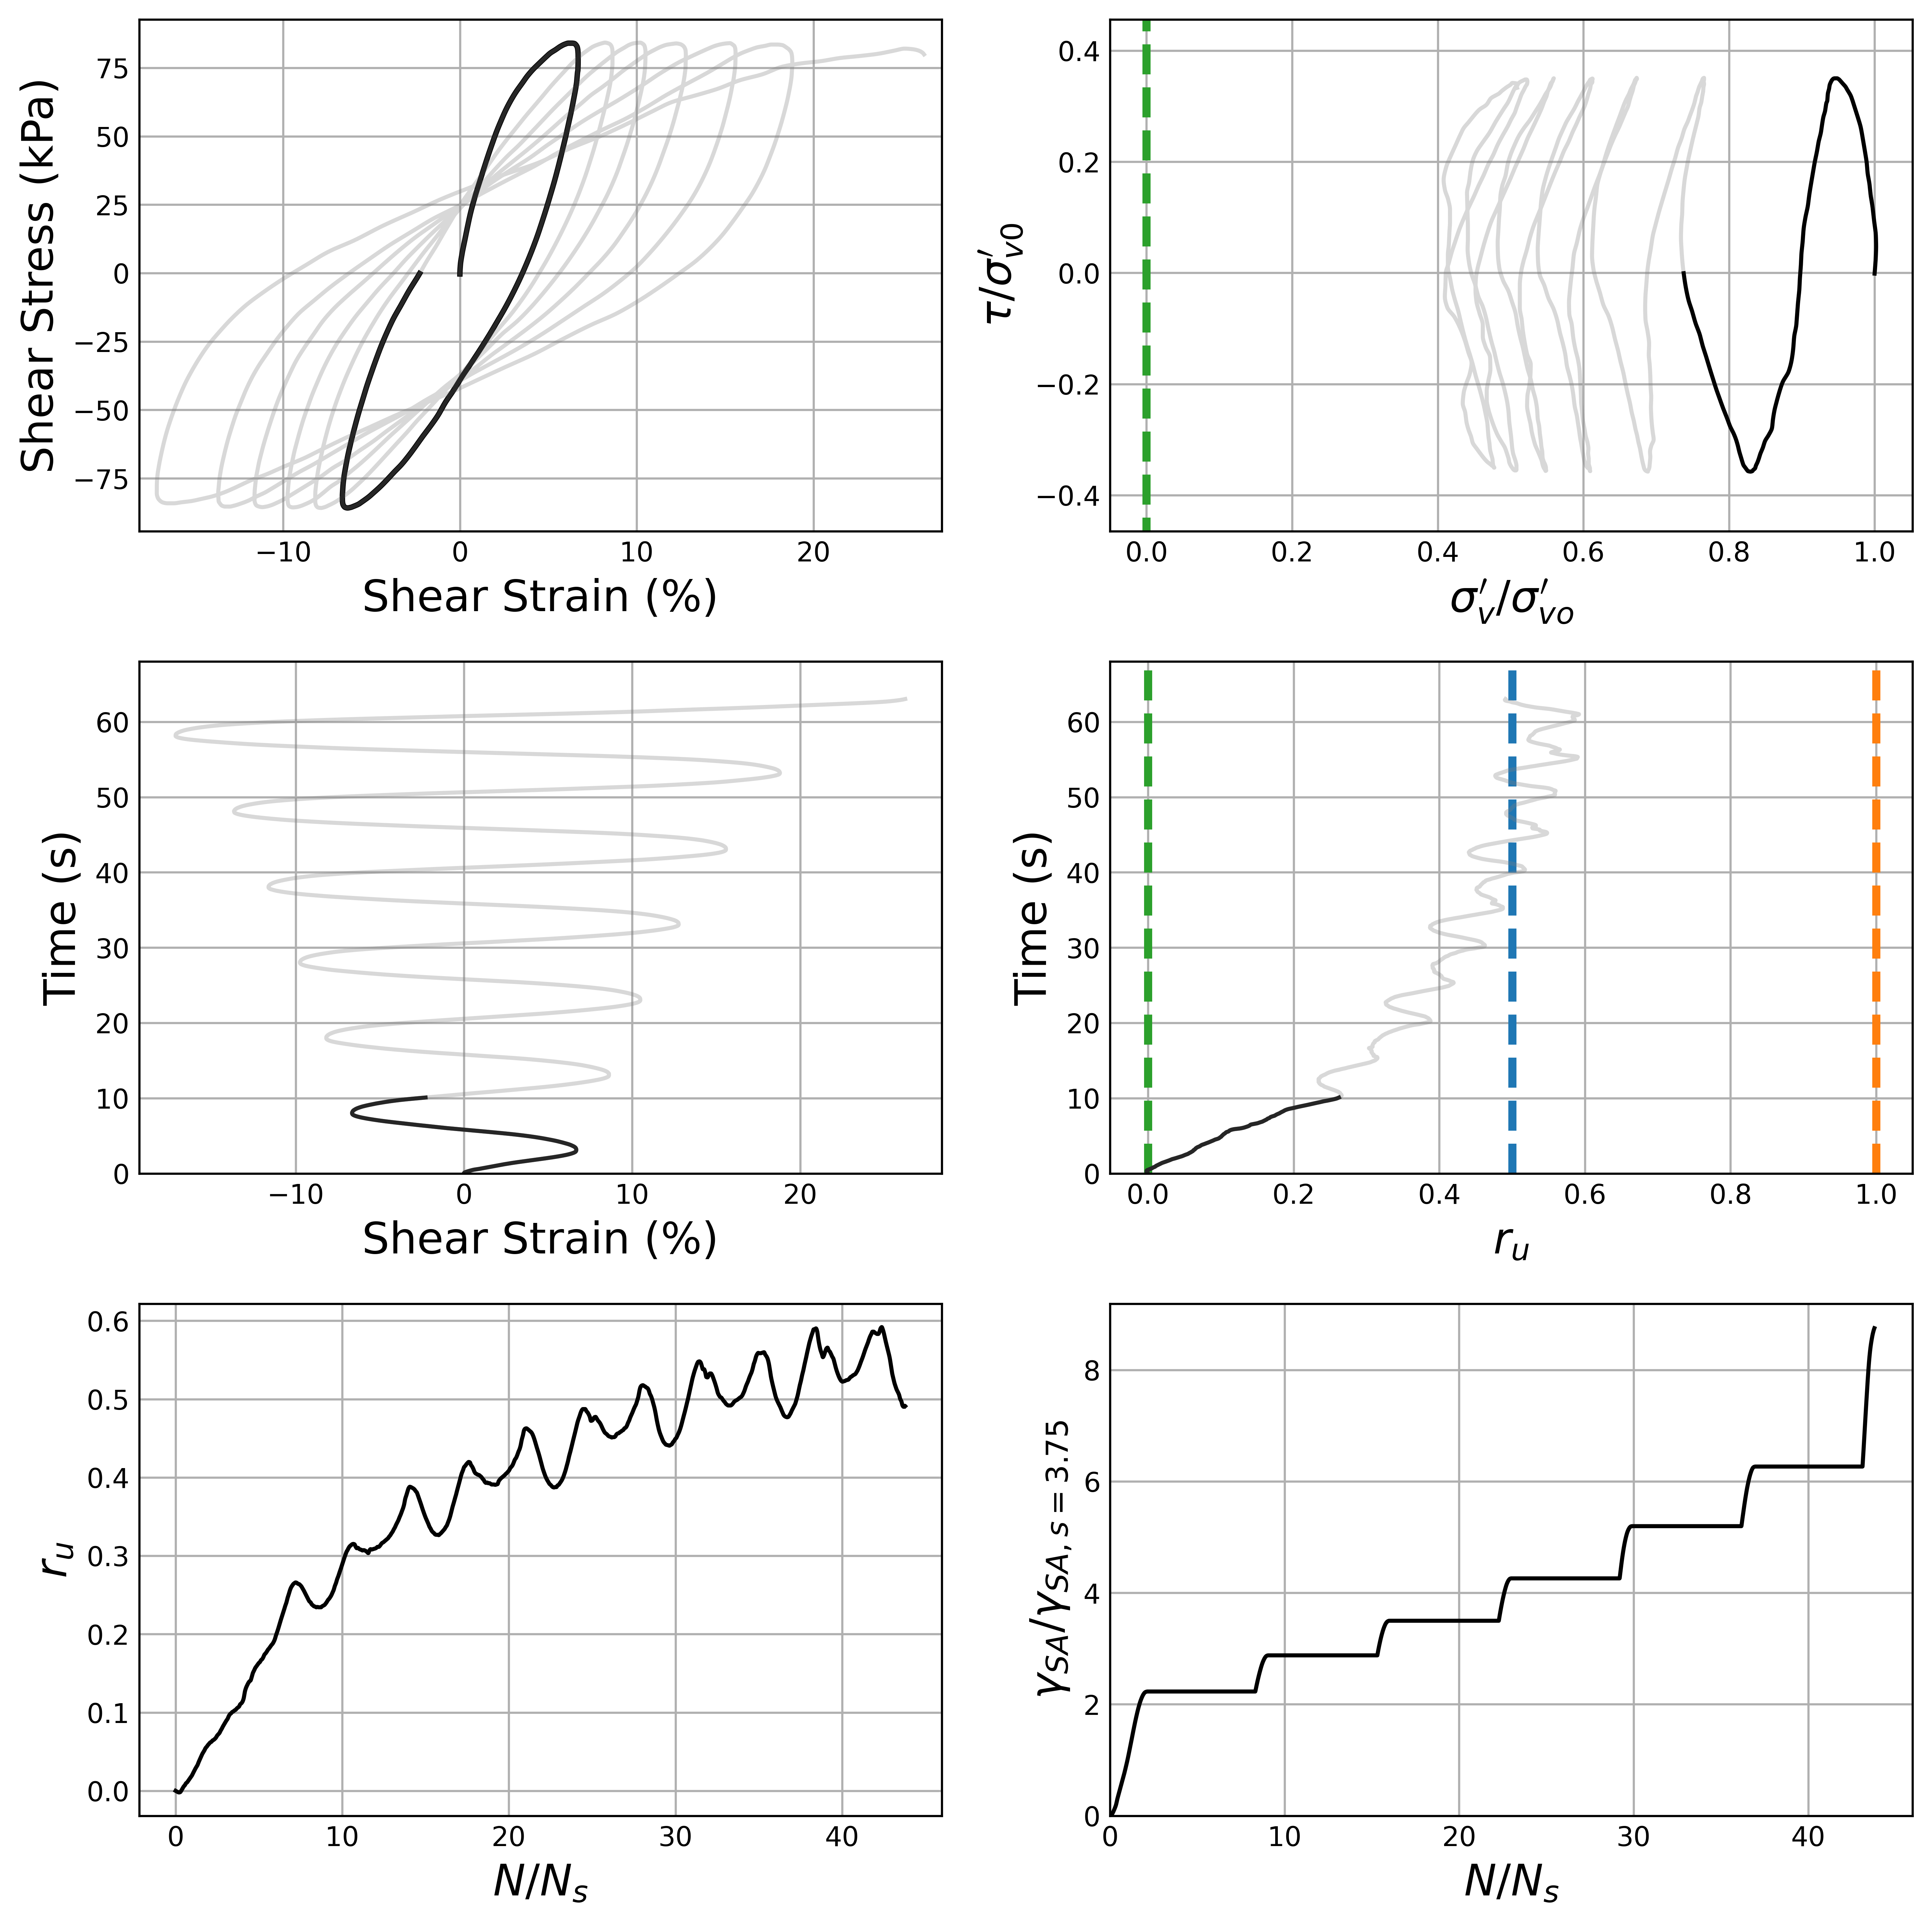 75
50
25
0
−25
−50
−75
Shear Stress (kPa)
−10 0 10 20
Shear Strain (%)
0.4
0.2
0.0
−0.2
−0.4
τ/σ′v0
0.0 0.2 0.4 0.6 0.8 1.0
σ′v/σ′vo
60
50
40
30
20
10
0
Time (s)
−10 0 10 20
Shear Strain (%)
60
50
40
30
20
10
0
Time (s)
0.0 0.2 0.4 0.6 0.8 1.0
ru
0.6
0.5
0.4
0.3
0.2
0.1
0.0
ru
0 10 20 30 40
N/Ns
8
6
4
2
0
γSA/γSA, s = 3.75
0 10 20 30 40
N/Ns